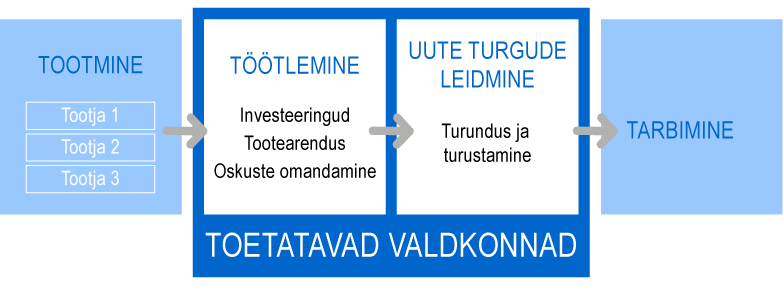 TOOTMINE
Tootja 1
Tootja 2
Tootja 3
TÖÖTLEMINE
Investeeringud
Tootearendus
Oskuste omandamine
UUTE TURGUDE
LEIDMINE
Turundus ja
turustamine
TARBIMINE
TOETATAVAD VALDKONNAD